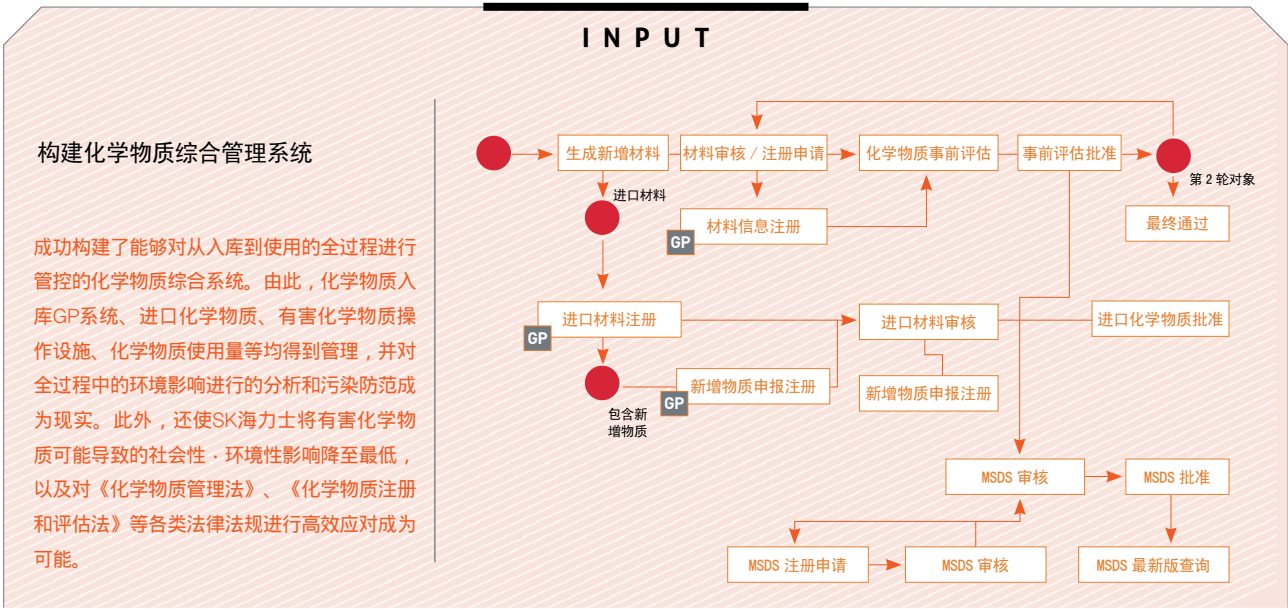 INPUT
构建化学物质综合管理系统
成功构建了能够对从入库到使用的全过程进行
管控的化学物质综合系统。由此，化学物质入
库GP系统、进口化学物质、有害化学物质操
作设施、化学物质使用量等均得到管理，并对
全过程中的环境影响进行的分析和污染防范成
为现实。此外，还使SK海力士将有害化学物
质可能导致的社会性·环境性影响降至最低，
以及对《化学物质管理法》、《化学物质注册
和评估法》等各类法律法规进行高效应对成为
可能。
生成新增材料
材料审核 / 注册申请
化学物质事前评估
事前评估批准
第 2 轮对象
进口材料
材料信息注册
GP
最终通过
进口材料注册
GP
进口材料审核
进口化学物质批准
新增物质申报注册
GP
新增物质申报注册
包含新
增物质
MSDS 审核
MSDS 批准
MSDS 注册申请
MSDS 审核
MSDS 最新版查询